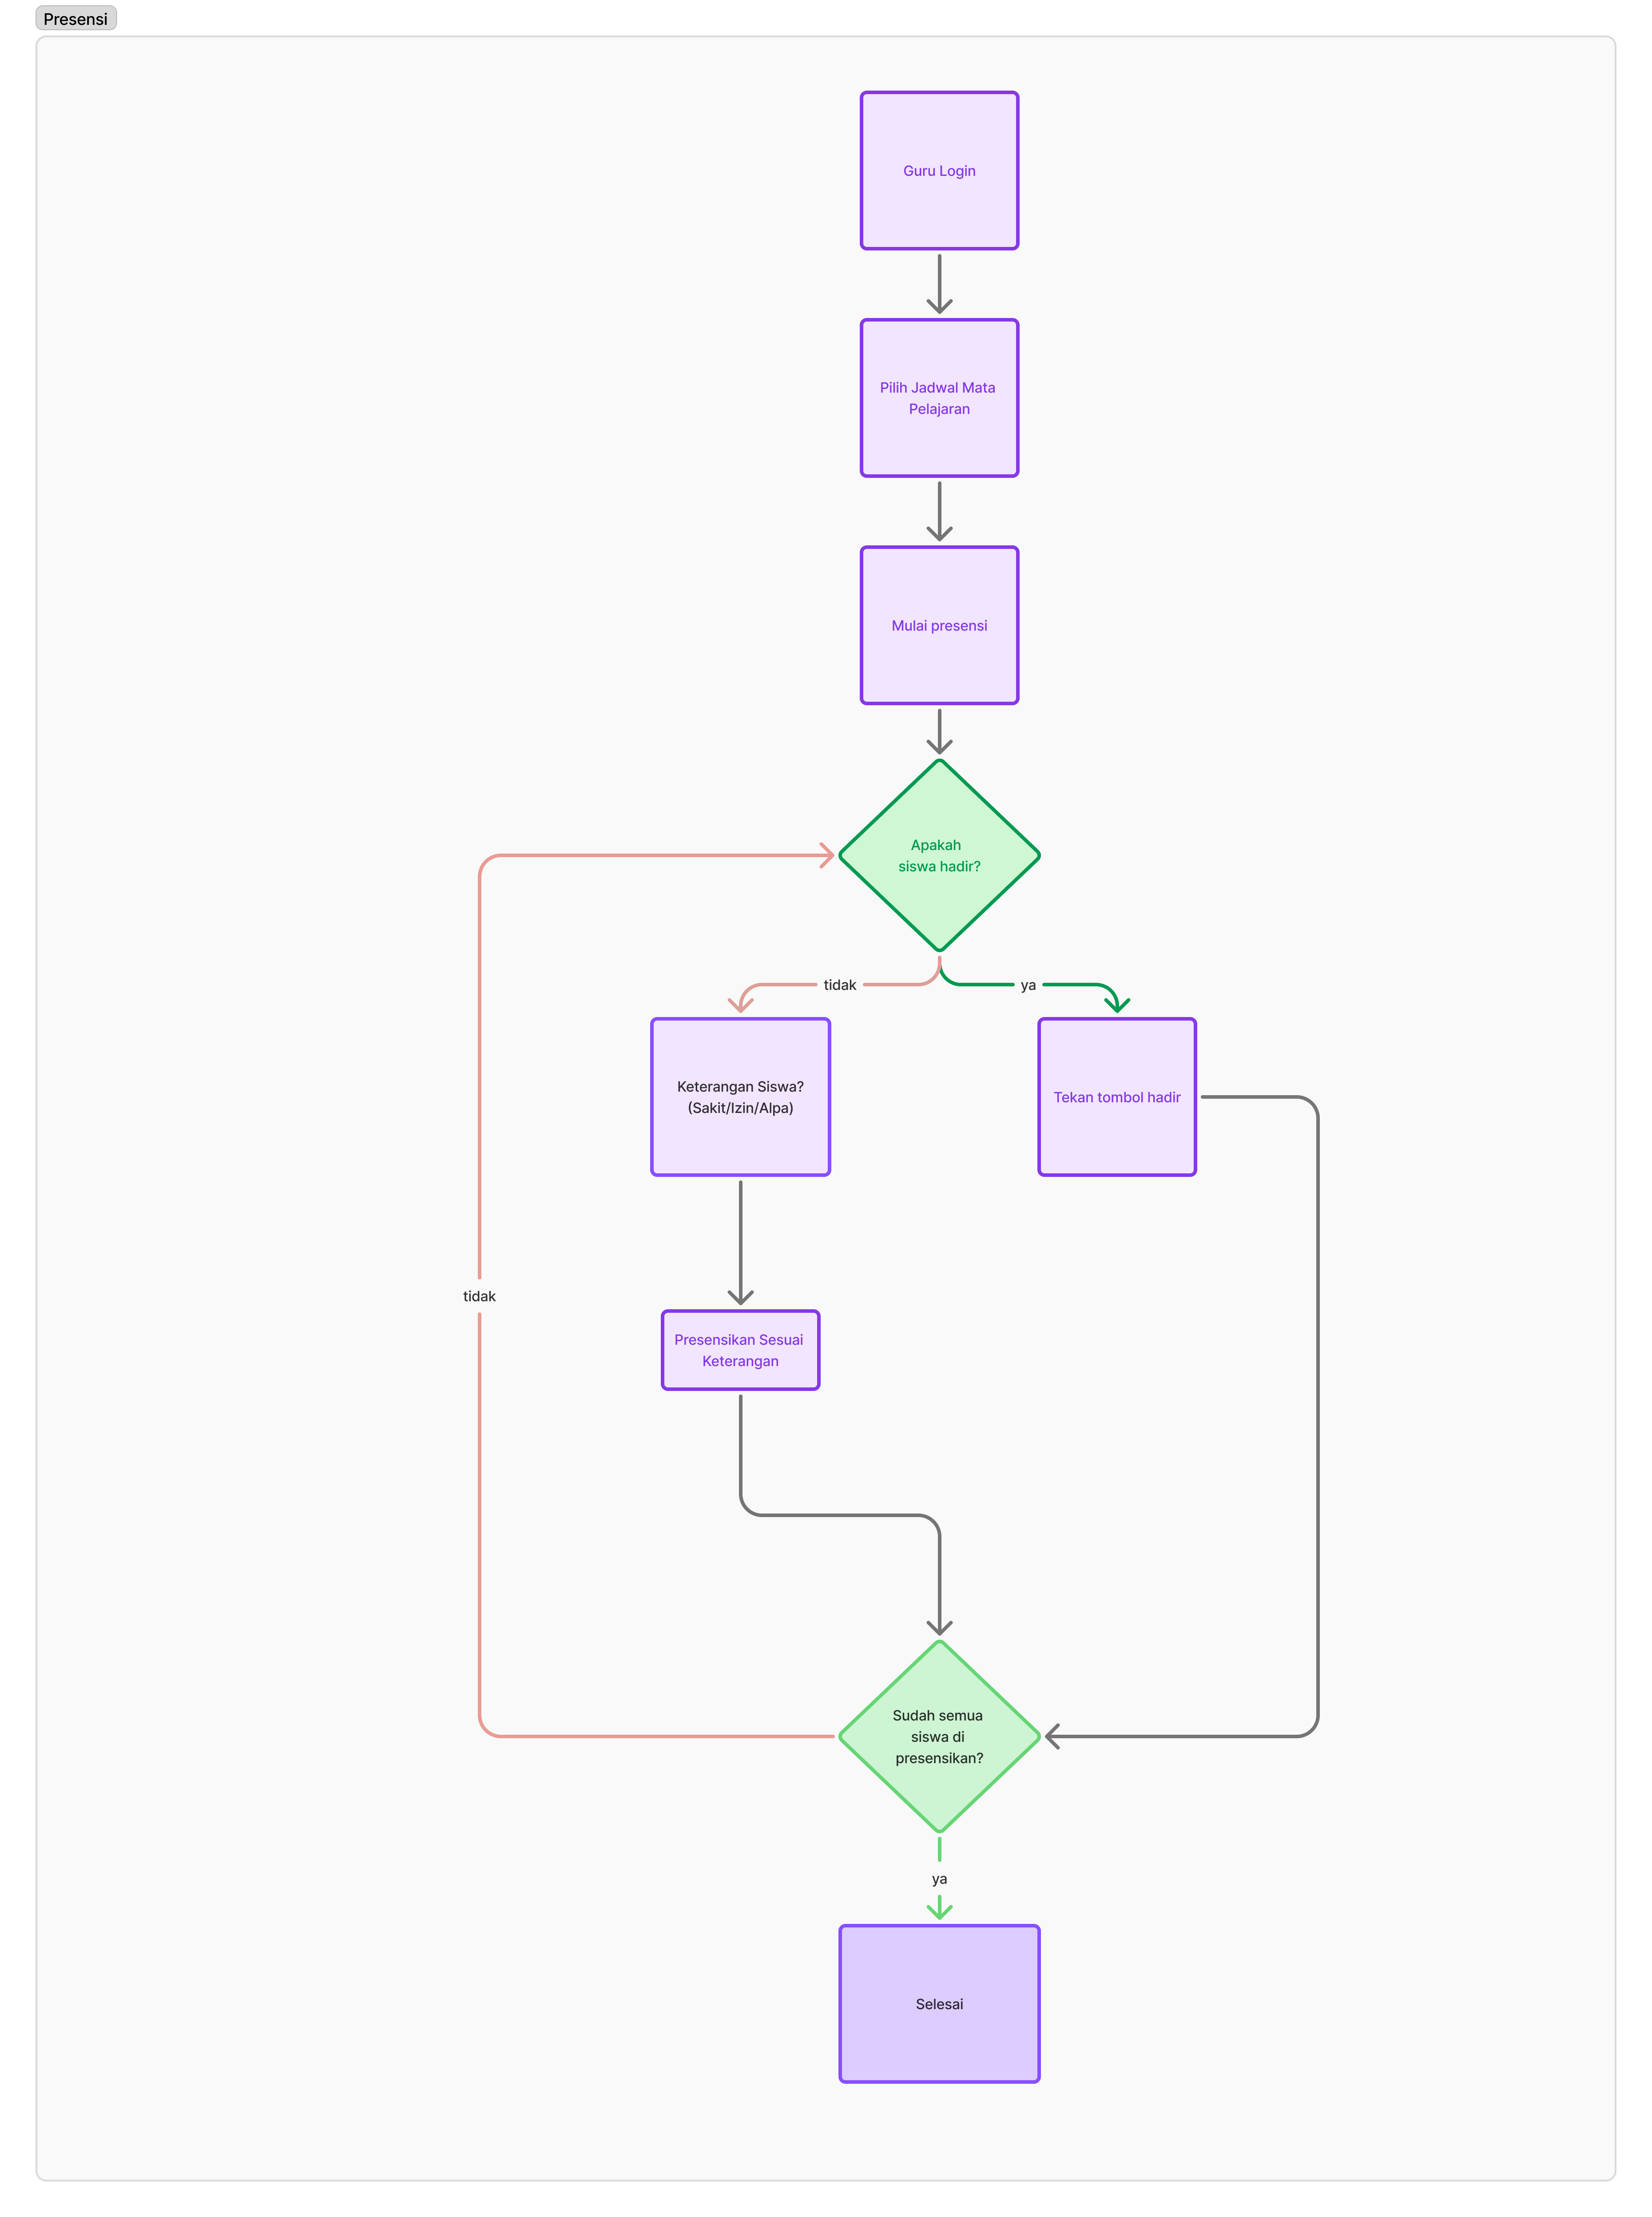 Presensi
Guru Login
Pilih Jadwal Mata
Pelajaran
Mulai presensi
Apakah
siswa hadir?
tidak
ya
Keterangan Siswa?
(Sakit/Izin/Alpa)
Tekan tombol hadir
tidak
Presensikan Sesuai
Keterangan
Sudah semua
siswa di
presensikan?
ya
Selesai